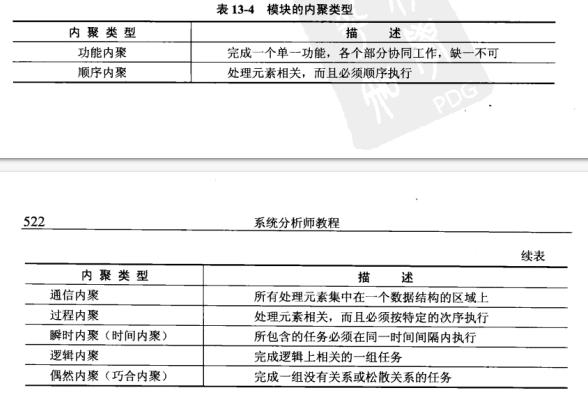 表 13-4 模块的内聚类型
内 聚 类 型 描 述
功能内聚 完成一个单一功能，各个部分协同工作，缺一不可
顺序内聚 处理元素相关，而且必须顺序执行
PDG
522 系统分析师教程
续表
内 聚 类 型 描 述
通信内聚 所有处理元素集中在一个数据结构的区域上
过程内聚 处理元素相关，而且必须按特定的次序执行
瞬时内聚（时间内聚） 所包含的任务必须在同一时间间隔内执行
逻辑内聚 完成逻辑上相关的一组任务
偶然内聚（巧合内聚） 完成一组没有关系或松散关系的任务